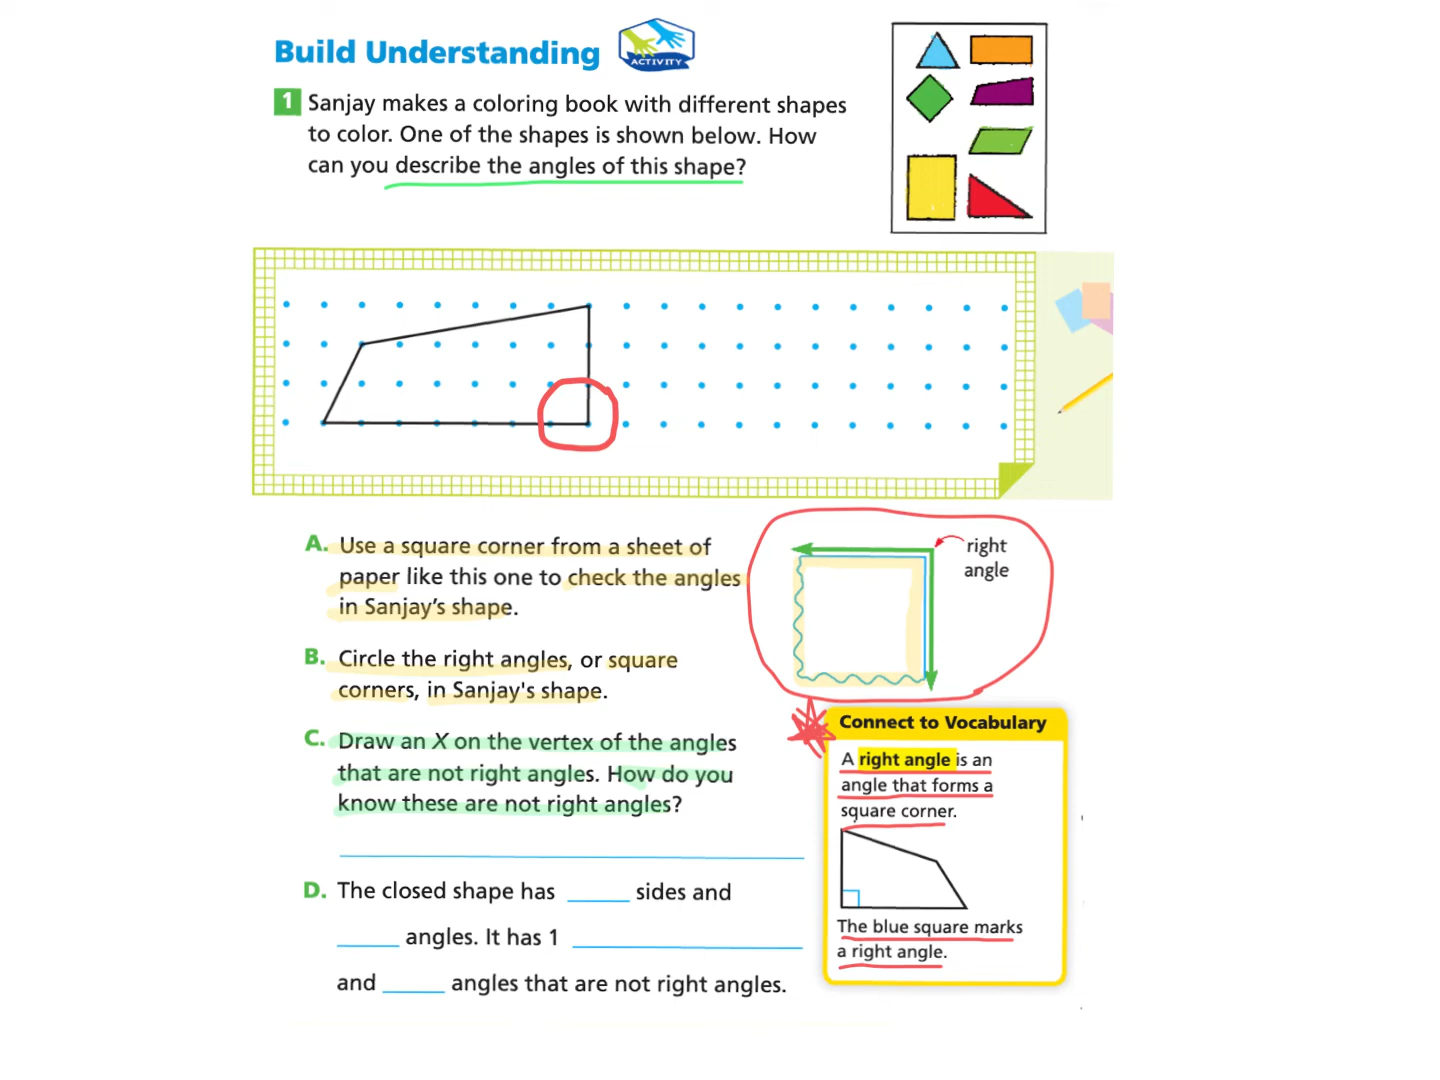 Build Understanding
ACTIVITY
1 Sanjay makes a coloring book with different shapes
to color. One of the shapes is shown below. How
can you describe the angles of this shape?
A. Use a square corner from a sheet of
paper like this one to check the angles
in Sanjay's shape.
right
angle
B. Circle the right angles, or square
corners, in Sanjay's shape.
C. Draw an X on the vertex of the angles
that are not right angles. How do you
know these are not right angles?
D. The closed shape has ____ sides and
____ angles. It has 1 ____
and ____ angles that are not right angles.
Connect to Vocabulary
A right angle is an
angle that forms a
square corner.
The blue square marks
a right angle.